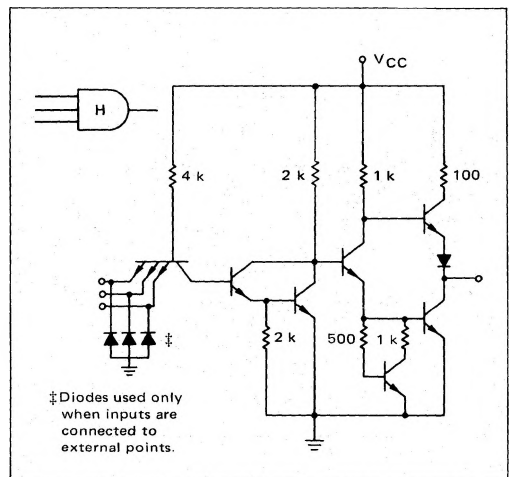 VCC
H
4 k
2 k
1 k
100
‡
2 k
500
1 k
‡Diodes used only
when inputs are
connected to
external points.